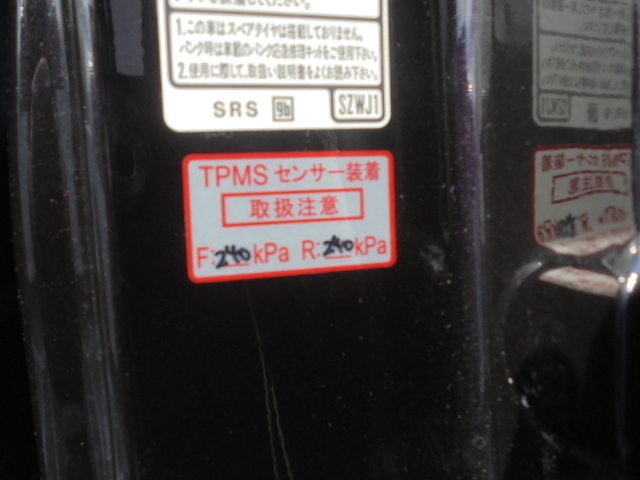 ください。
1.この車はスペアタイヤは搭載しておりません。
パンク時は車載のパンク応急修理キットをご使用下さい。
2.使用に際して、取扱い説明書をよくお読み下さい。
SRS 9b SZWJ1
TPMS センサー装着
取扱注意
F:240kPa R:240kPa